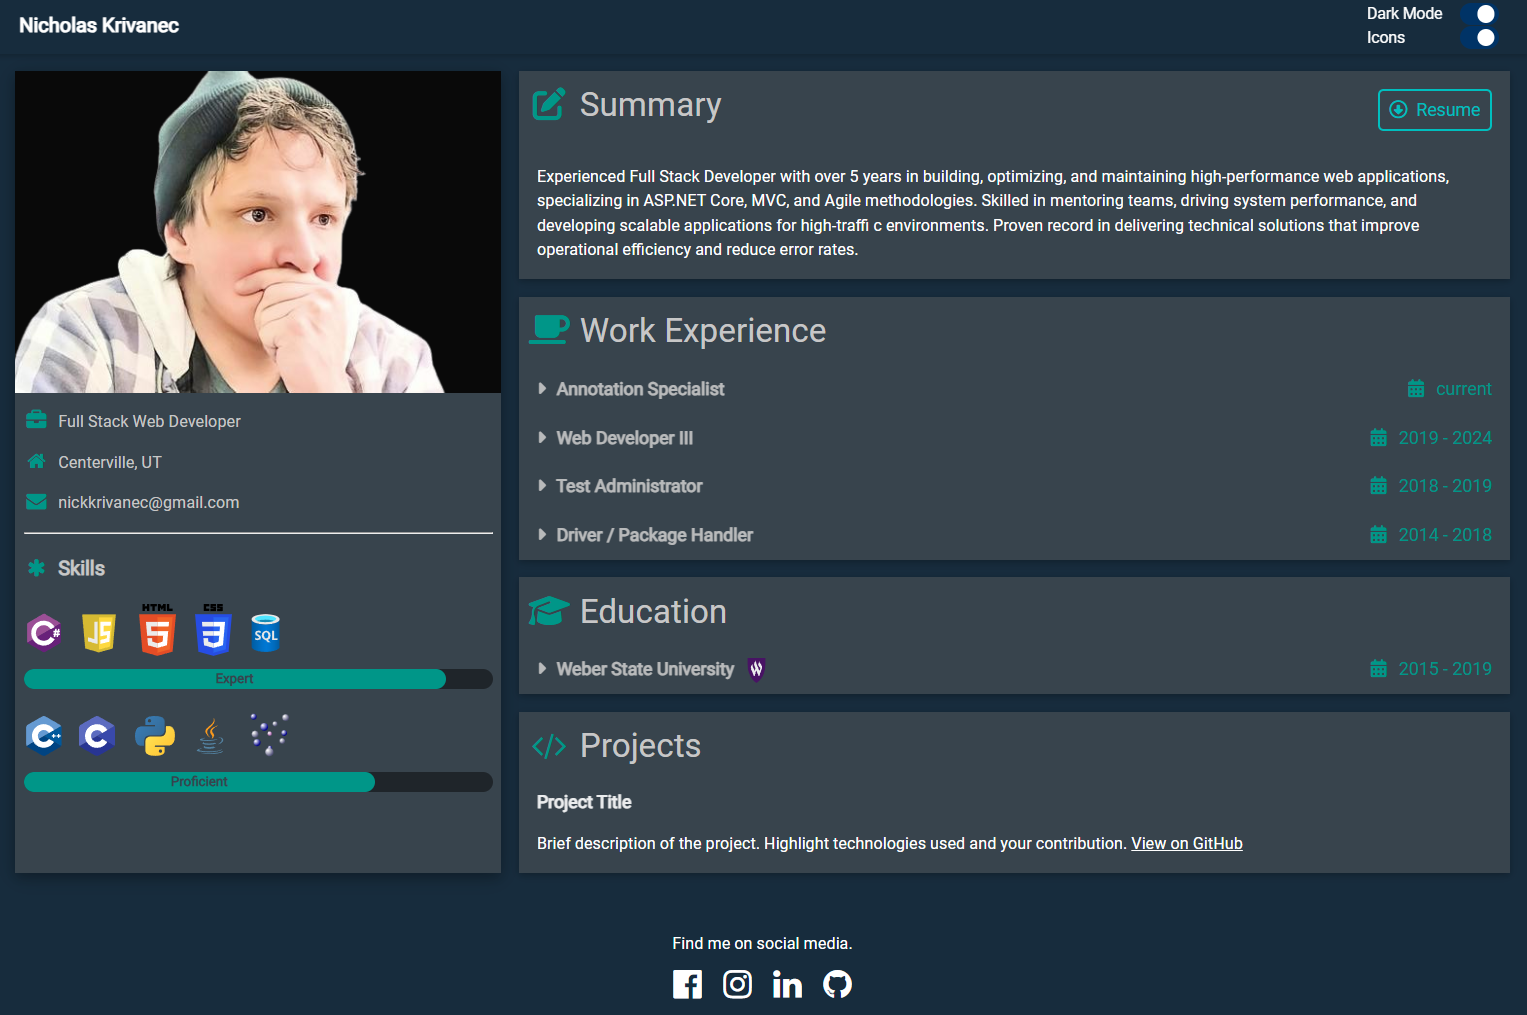 Nicholas Krivanec
Dark Mode
Icons
Full Stack Web Developer
Centerville, UT
nickkrivanec@gmail.com
Skills
C#
JS
HTML
5
CSS
3
SQL
Expert
C++
C
Proficient
Summary
Resume
Experienced Full Stack Developer with over 5 years in building, optimizing, and maintaining high-performance web applications,
specializing in ASP.NET Core, MVC, and Agile methodologies. Skilled in mentoring teams, driving system performance, and
developing scalable applications for high-traffi c environments. Proven record in delivering technical solutions that improve
operational efficiency and reduce error rates.
Work Experience
Annotation Specialist current
Web Developer III 2019 - 2024
Test Administrator 2018 - 2019
Driver / Package Handler 2014 - 2018
Education
Weber State University W 2015 - 2019
Projects
Project Title
Brief description of the project. Highlight technologies used and your contribution. View on GitHub
Find me on social media.